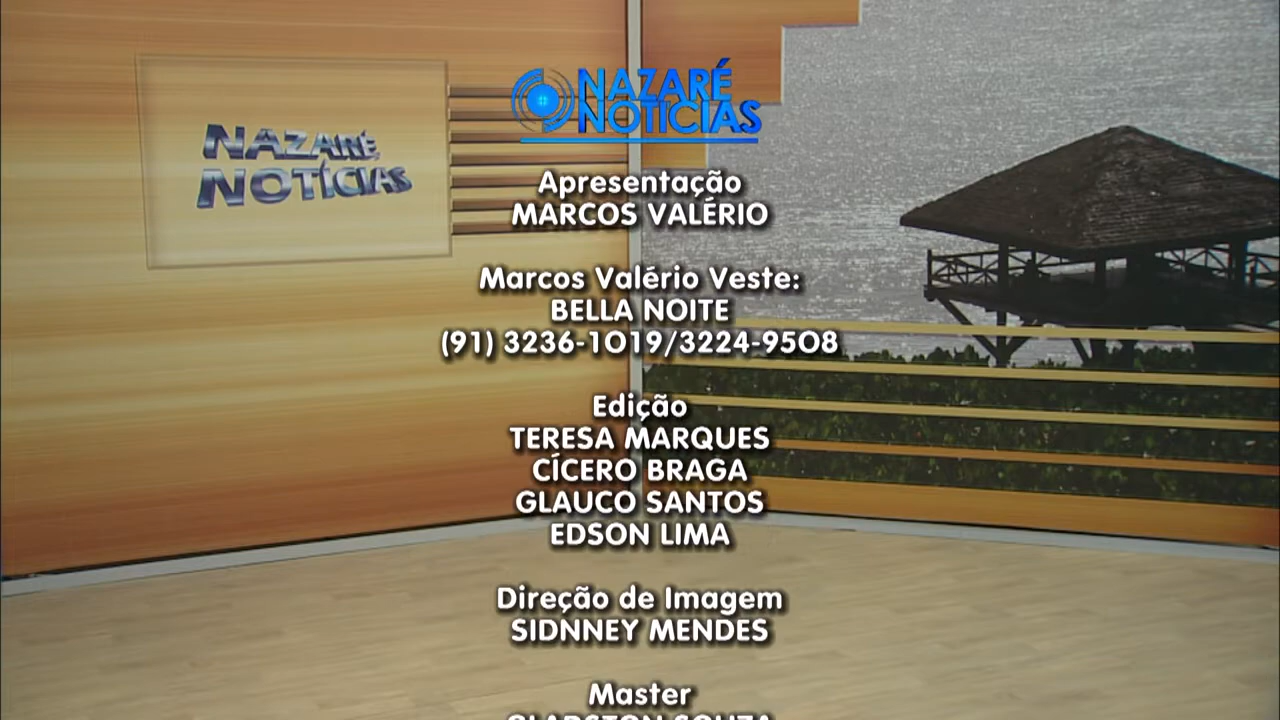 NAZARÉ
NOTÍCIAS
NAZARÉ
NOTÍCIAS
Apresentação
MARCOS VALÉRIO
Marcos Valério Veste:
BELLA NOITE
(91) 3236-1019/3224-9508
Edição
TERESA MARQUES
CÍCERO BRAGA
GLAUCO SANTOS
EDSON LIMA
Direção de Imagem
SIDNNEY MENDES
Master